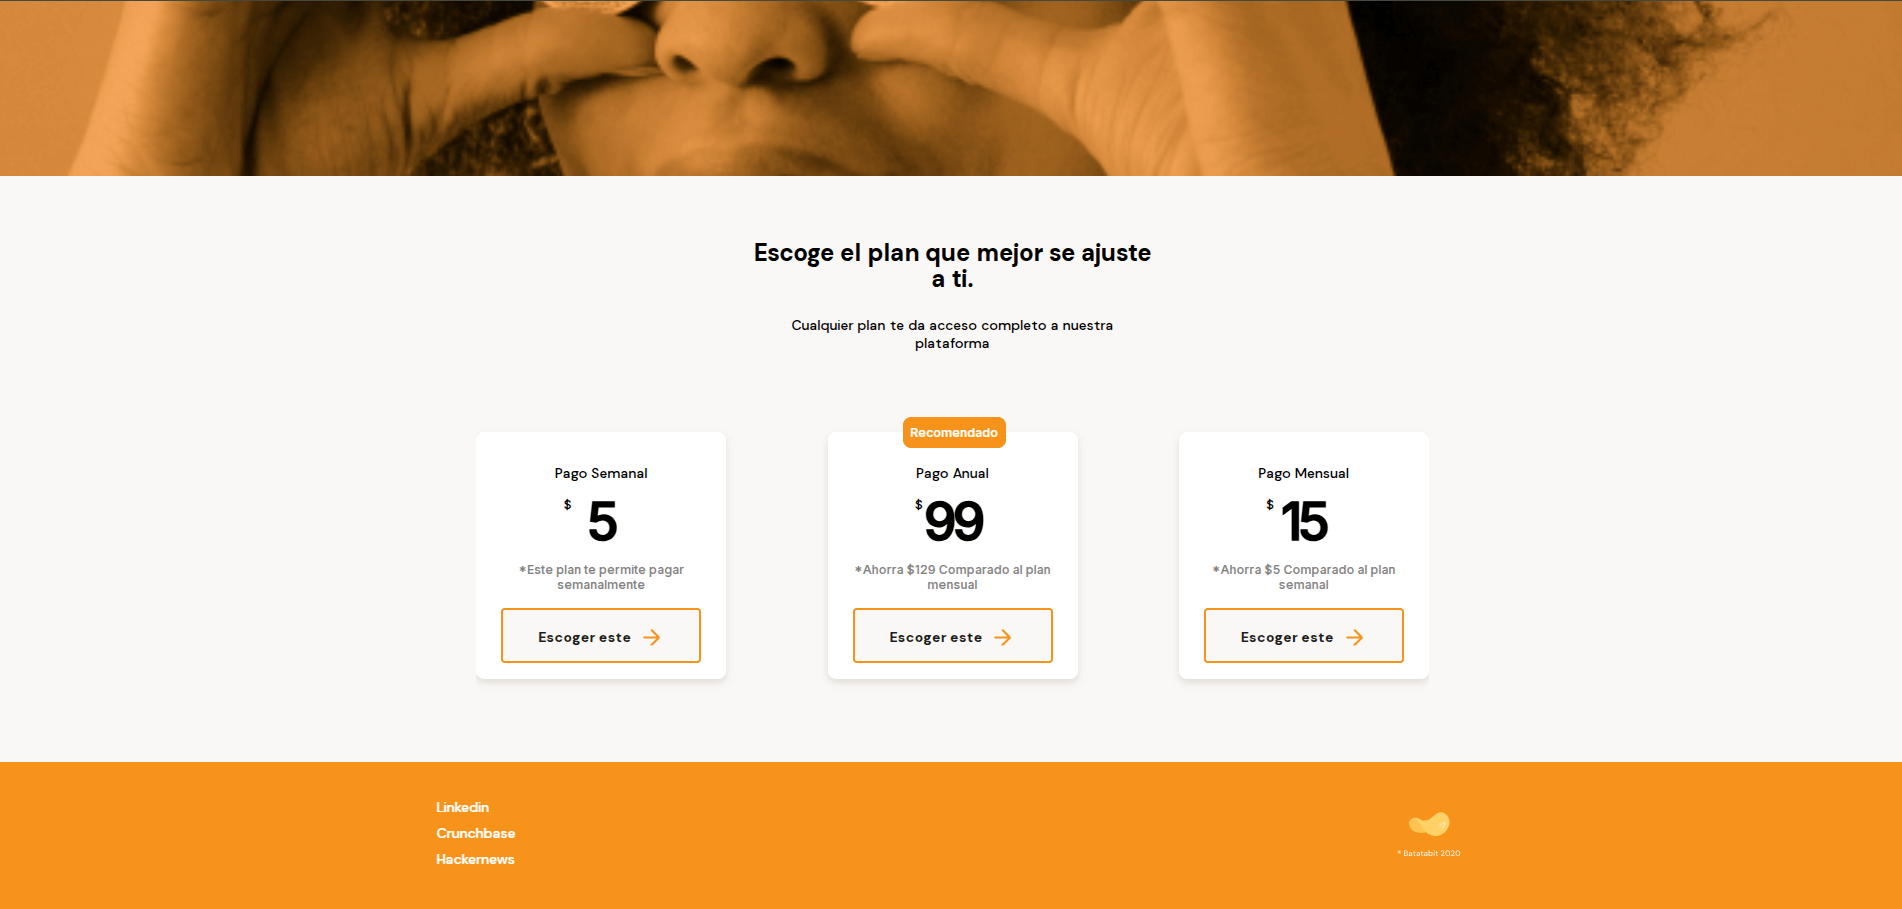 Escoge el plan que mejor se ajuste
a ti.
Cualquier plan te da acceso completo a nuestra
plataforma
Pago Semanal
$ 5
*Este plan te permite pagar
semanalmente
Escoger este
Recomendado
Pago Anual
$ 99
*Ahorra $129 Comparado al plan
mensual
Escoger este
Pago Mensual
$ 15
*Ahorra $5 Comparado al plan
semanal
Escoger este
Linkedin
Crunchbase
Hackernews
* Batatabit 2020